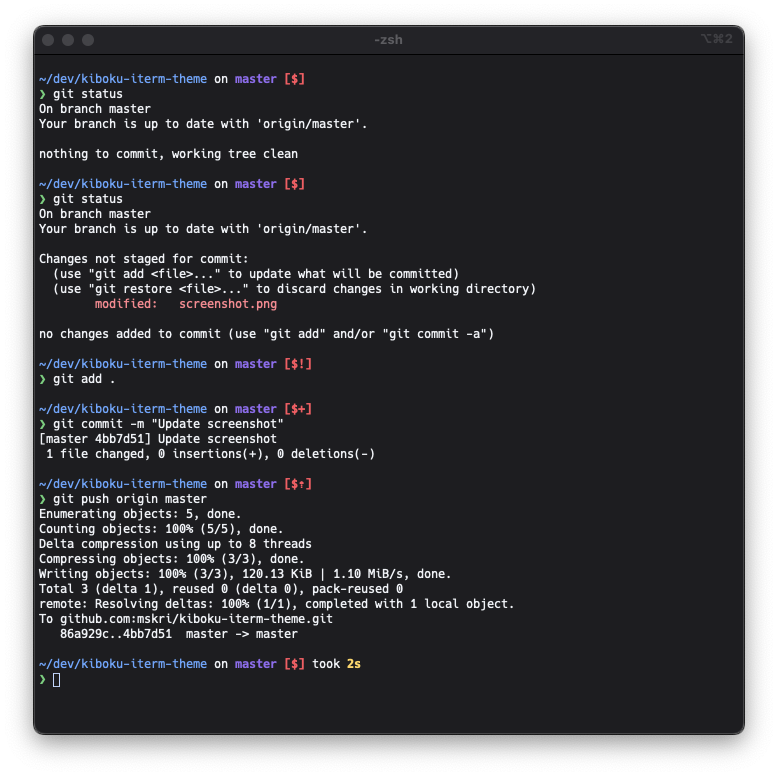 -zsh
⌥⌘2
~/dev/kiboku-iterm-theme on master [$]
❯ git status
On branch master
Your branch is up to date with 'origin/master'.
nothing to commit, working tree clean
~/dev/kiboku-iterm-theme on master [$]
❯ git status
On branch master
Your branch is up to date with 'origin/master'.
Changes not staged for commit:
  (use "git add <file>..." to update what will be committed)
  (use "git restore <file>..." to discard changes in working directory)
        modified:   screenshot.png
no changes added to commit (use "git add" and/or "git commit -a")
~/dev/kiboku-iterm-theme on master [$!]
❯ git add .
~/dev/kiboku-iterm-theme on master [$+]
❯ git commit -m "Update screenshot"
[master 4bb7d51] Update screenshot
 1 file changed, 0 insertions(+), 0 deletions(-)
~/dev/kiboku-iterm-theme on master [$↑]
❯ git push origin master
Enumerating objects: 5, done.
Counting objects: 100% (5/5), done.
Delta compression using up to 8 threads
Compressing objects: 100% (3/3), done.
Writing objects: 100% (3/3), 120.13 KiB | 1.10 MiB/s, done.
Total 3 (delta 1), reused 0 (delta 0), pack-reused 0
remote: Resolving deltas: 100% (1/1), completed with 1 local object.
To github.com:mskri/kiboku-iterm-theme.git
   86a929c..4bb7d51  master -> master
~/dev/kiboku-iterm-theme on master [$] took 2s
❯